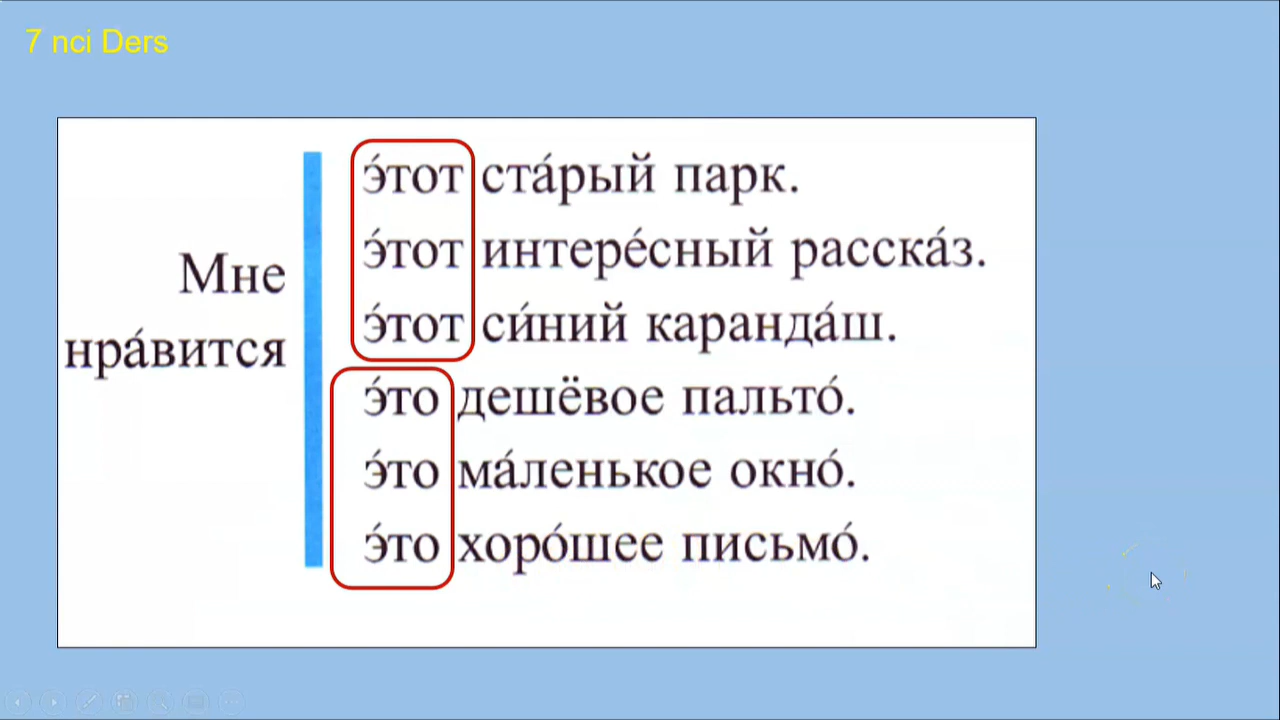 7 nci Ders
Мне
нра́вится
э́тот ста́рый парк.
э́тот интере́сный расска́з.
э́тот си́ний каранда́ш.
э́то дешёвое пальто́.
э́то ма́ленькое окно́.
э́то хоро́шее письмо́.